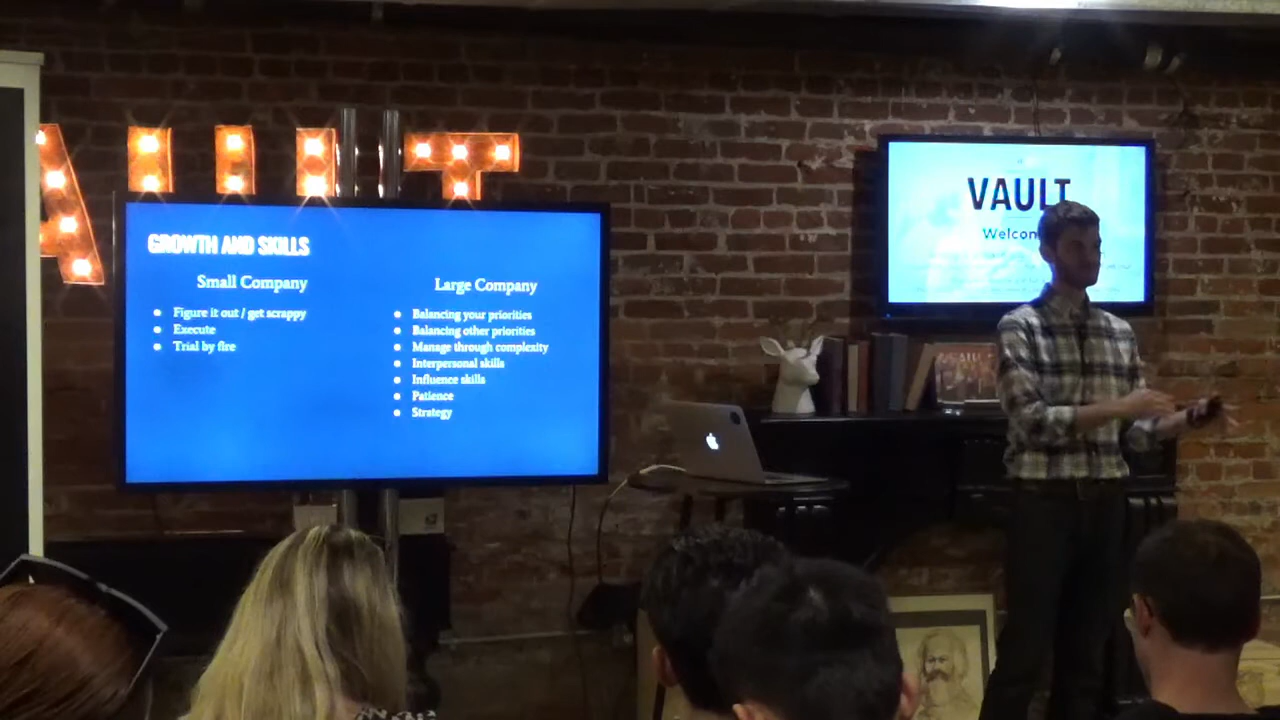 GROWTH AND SKILLS
Small Company
Figure it out / get scrappy
Execute
Trial by fire
Large Company
Balancing your priorities
Balancing other priorities
Manage through complexity
Interpersonal skills
Influence skills
Patience
Strategy
VAULT